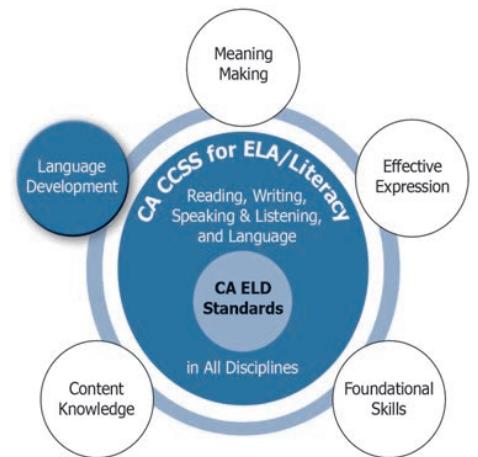 Meaning
Making
Language
Development
Effective
Expression
CA CCSS for ELA/Literacy
Reading, Writing,
Speaking & Listening,
and Language
CA ELD
Standards
in All Disciplines
Content
Knowledge
Foundational
Skills